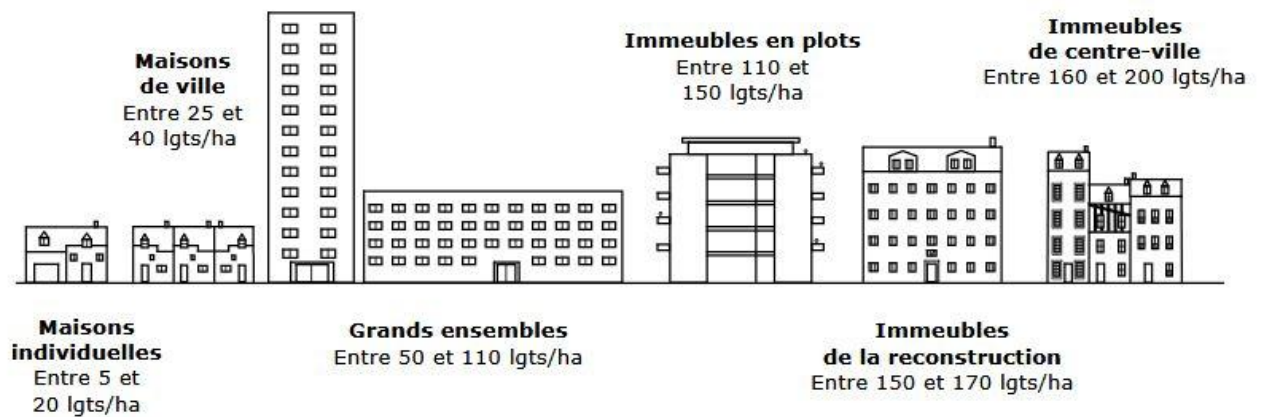 Maisons
de ville
Entre 25 et
40 lgts/ha
Immeubles en plots
Entre 110 et
150 lgts/ha
Immeubles
de centre-ville
Entre 160 et 200 lgts/ha
Maisons
individuelles
Entre 5 et
20 lgts/ha
Grands ensembles
Entre 50 et 110 lgts/ha
Immeubles
de la reconstruction
Entre 150 et 170 lgts/ha